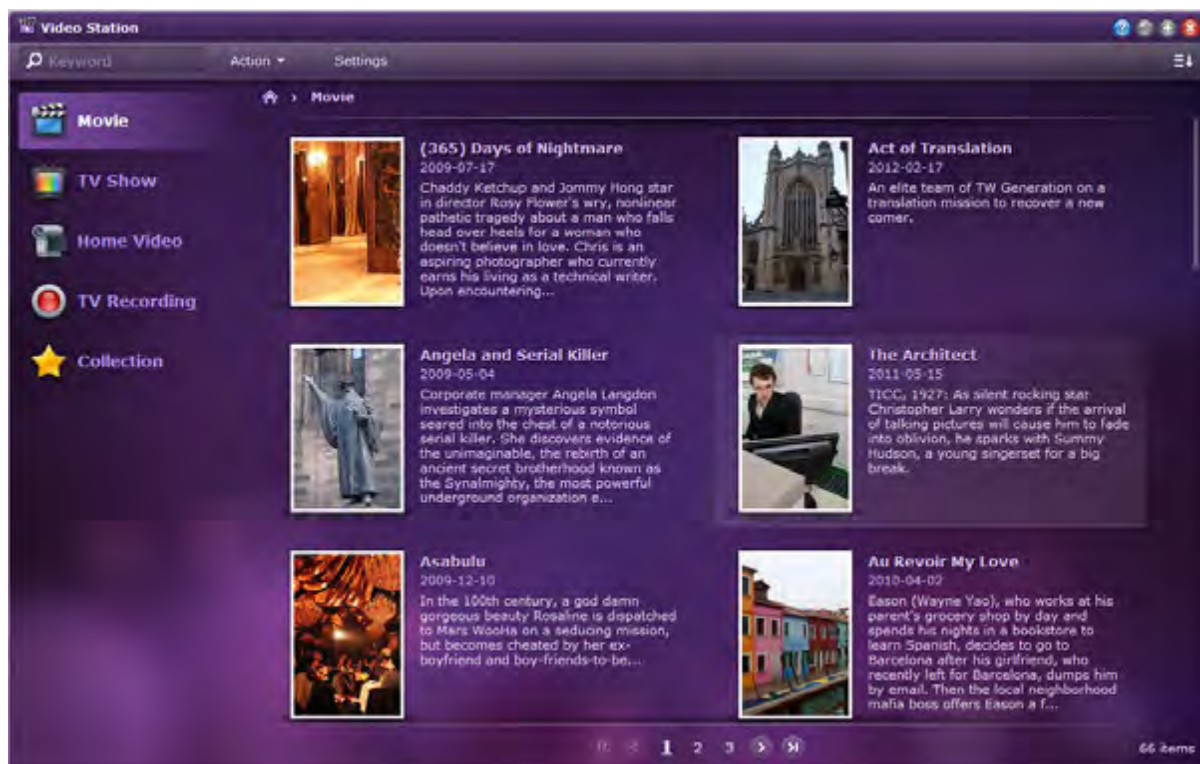 Video Station
Keyword
Action
Settings
Movie
TV Show
Home Video
TV Recording
Collection
› Movie
(365) Days of Nightmare
2009-07-17
Chaddy Ketchup and Jommy Hong star
in director Rosy Flower's wry, nonlinear
pathetic tragedy about a man who falls
head over heels for a woman who
doesn't believe in love. Chris is an
aspiring photographer who currently
earns his living as a technical writer.
Upon encountering...
Act of Translation
2012-02-17
An elite team of TW Generation on a
translation mission to recover a new
comer.
Angela and Serial Killer
2009-05-04
Corporate manager Angela Langdon
investigates a mysterious symbol
seared into the chest of a notorious
serial killer. She discovers evidence of
the unimaginable, the rebirth of an
ancient secret brotherhood known as
the Synalmighty, the most powerful
underground organization e...
The Architect
2011-05-15
TICC, 1927: As silent rocking star
Christopher Larry wonders if the arrival
of talking pictures will cause him to fade
into oblivion, he sparks with Summy
Hudson, a young singerset for a big
break.
Asabulu
2009-12-10
In the 100th century, a god damn
gorgeous beauty Rosaline is dispatched
to Mars WooHa on a seducing mission,
but becomes cheated by her ex-
boyfriend and boy-friends-to-be...
Au Revoir My Love
2010-04-02
Eason (Wayne Yao), who works at his
parent's grocery shop by day and
spends his nights in a bookstore to
learn Spanish, decides to go to
Barcelona after his girlfriend, who
recently left for Barcelona, dumps him
by email. Then the local neighborhood
mafia boss offers Eason a f...
1 2 3
66 items